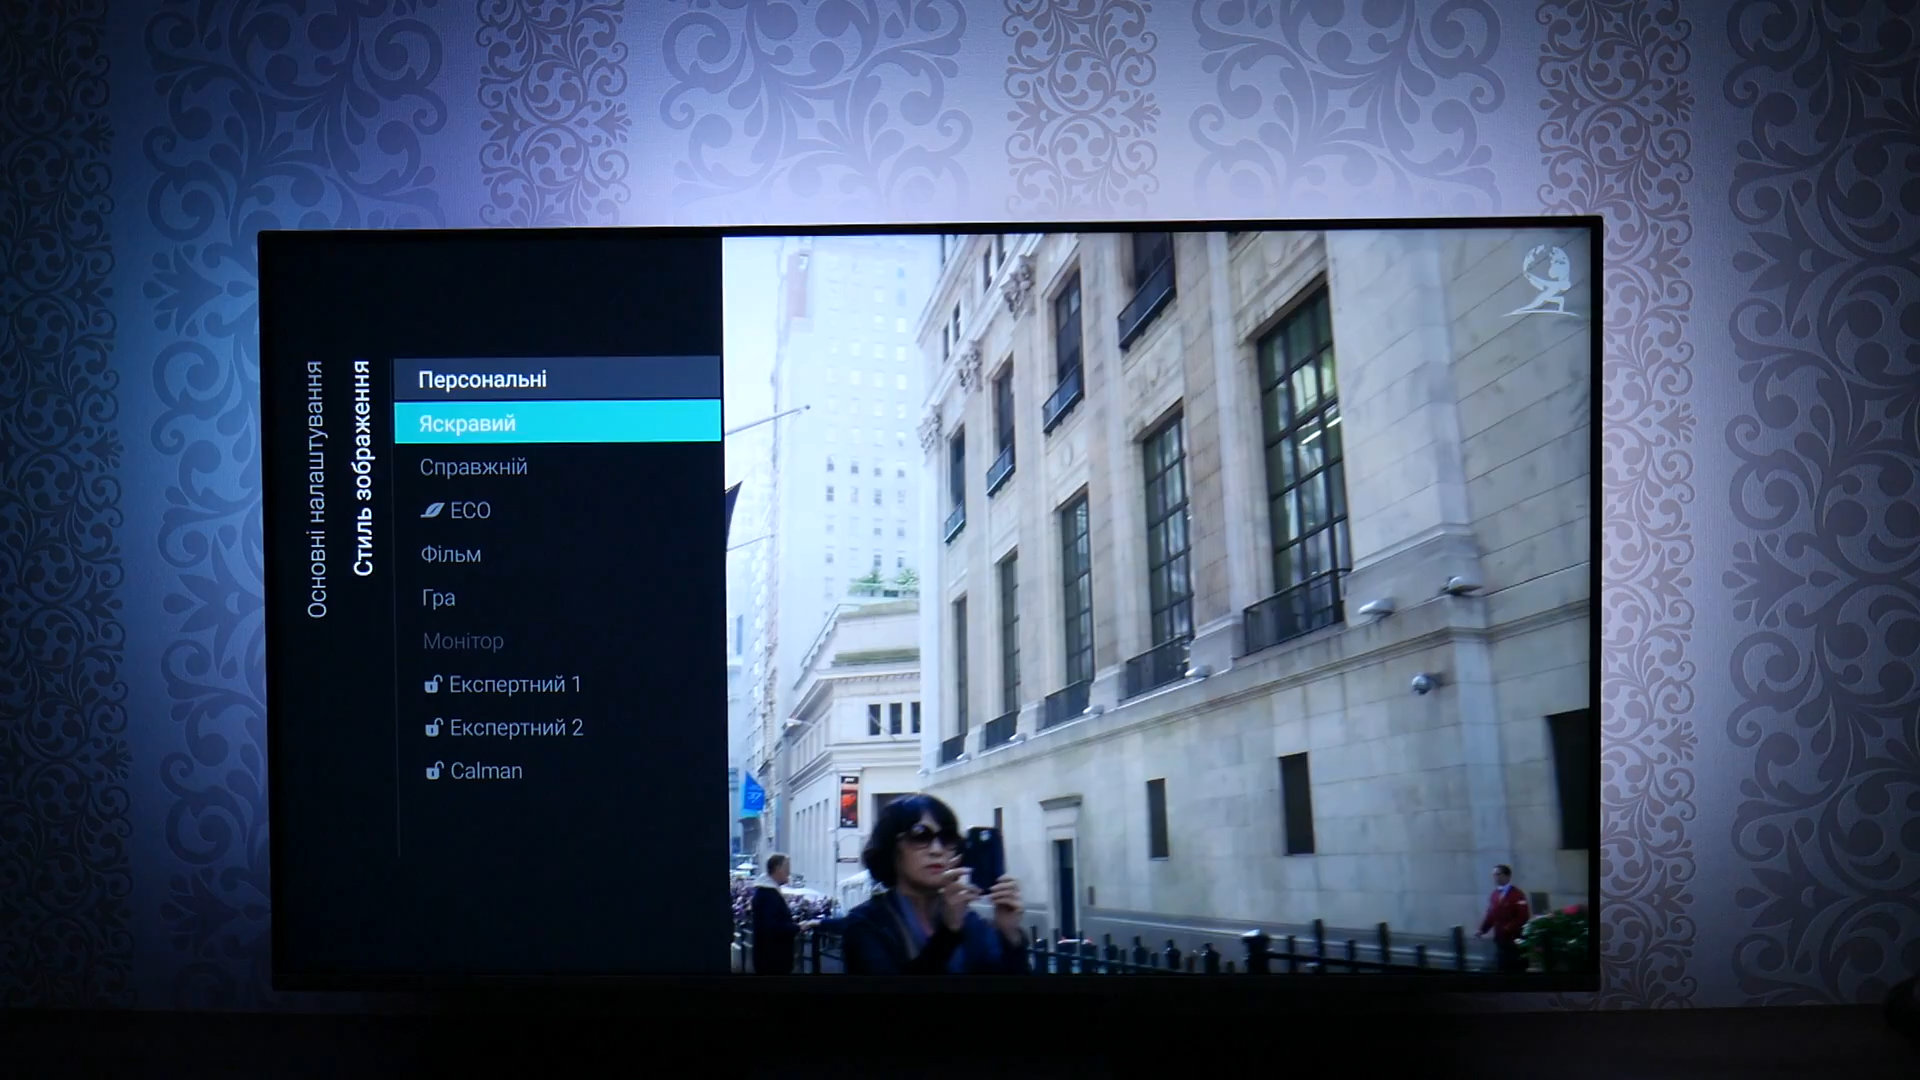 Основні налаштування
Стиль зображення
Персональні
Яскравий
Справжній
ECO
Фільм
Гра
Монітор
Експертний 1
Експертний 2
Calman